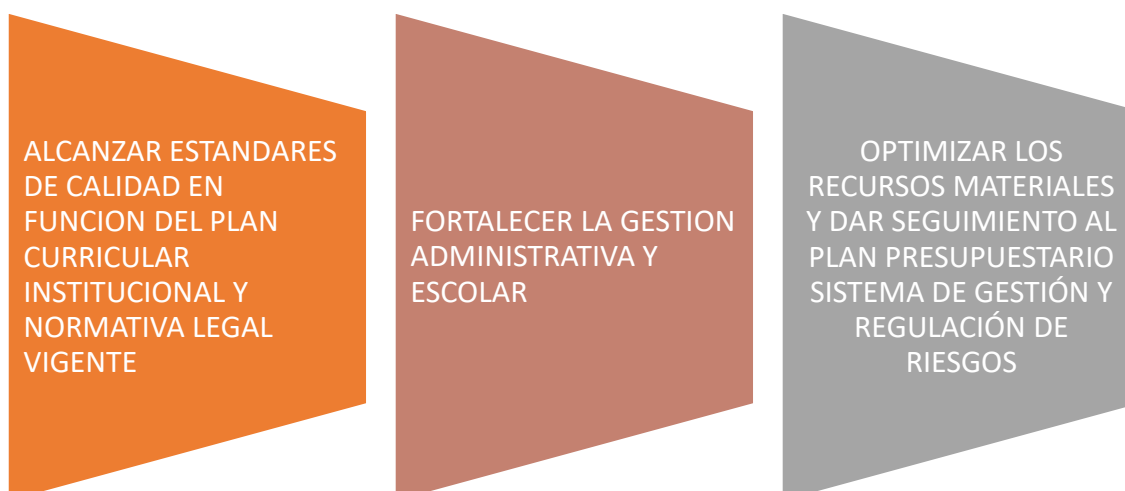 ALCANZAR ESTANDARES
DE CALIDAD EN
FUNCION DEL PLAN
CURRICULAR
INSTITUCIONAL Y
NORMATIVA LEGAL
VIGENTE
FORTALECER LA GESTION
ADMINISTRATIVA Y
ESCOLAR
OPTIMIZAR LOS
RECURSOS MATERIALES
Y DAR SEGUIMIENTO AL
PLAN PRESUPUESTARIO
SISTEMA DE GESTIÓN Y
REGULACIÓN DE
RIESGOS